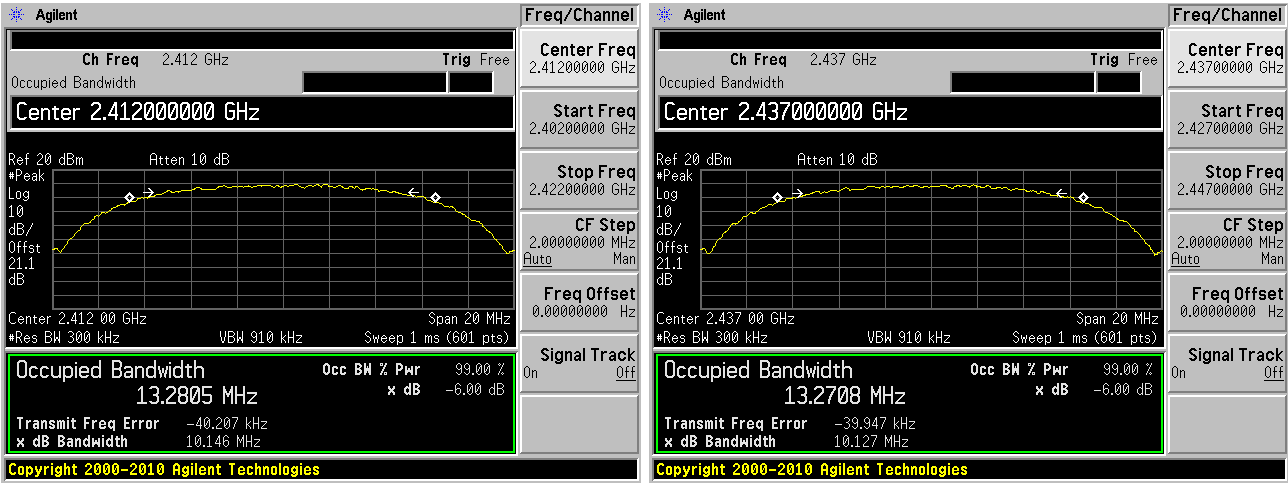 Agilent
Freq/Channel
Ch Freq 2.412 GHz Trig Free
Occupied Bandwidth
Center 2.412000000 GHz
Ref 20 dBm Atten 10 dB
#Peak
Log
10
dB/
Offst
21.1
dB
Center 2.412 00 GHz Span 20 MHz
#Res BW 300 kHz VBW 910 kHz Sweep 1 ms (601 pts)
Occupied Bandwidth Occ BW % Pwr 99.00 %
13.2805 MHz x dB -6.00 dB
Transmit Freq Error -40.207 kHz
x dB Bandwidth 10.146 MHz
Copyright 2000-2010 Agilent Technologies
Center Freq
2.41200000 GHz
Start Freq
2.40200000 GHz
Stop Freq
2.42200000 GHz
CF Step
2.00000000 MHz
Auto Man
Freq Offset
0.00000000 Hz
Signal Track
On Off
Agilent
Freq/Channel
Ch Freq 2.437 GHz Trig Free
Occupied Bandwidth
Center 2.437000000 GHz
Ref 20 dBm Atten 10 dB
#Peak
Log
10
dB/
Offst
21.1
dB
Center 2.437 00 GHz Span 20 MHz
#Res BW 300 kHz VBW 910 kHz Sweep 1 ms (601 pts)
Occupied Bandwidth Occ BW % Pwr 99.00 %
13.2708 MHz x dB -6.00 dB
Transmit Freq Error -39.947 kHz
x dB Bandwidth 10.127 MHz
Copyright 2000-2010 Agilent Technologies
Center Freq
2.43700000 GHz
Start Freq
2.42700000 GHz
Stop Freq
2.44700000 GHz
CF Step
2.00000000 MHz
Auto Man
Freq Offset
0.00000000 Hz
Signal Track
On Off